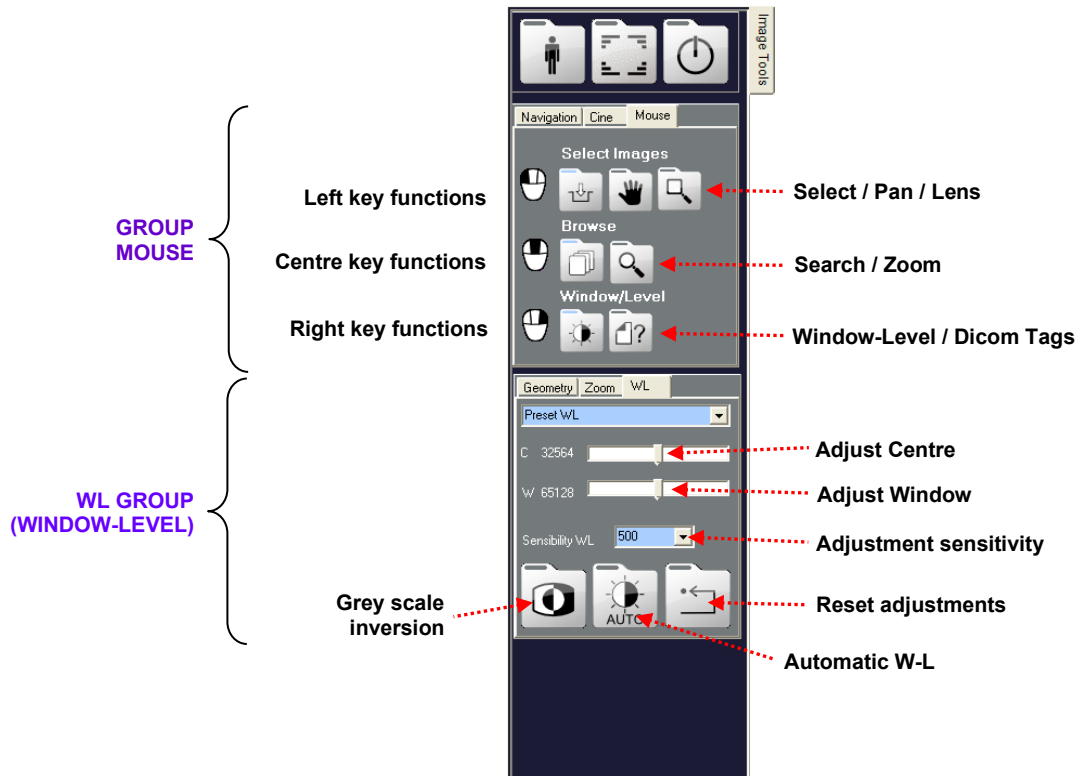 Image Tools
Navigation Cine Mouse
Select Images
Left key functions
Select / Pan / Lens
GROUP
MOUSE
Browse
Centre key functions
Search / Zoom
Window/Level
Right key functions
?
Window-Level / Dicom Tags
Geometry Zoom WL
Preset WL
C 32564
Adjust Centre
W 65128
Adjust Window
WL GROUP
(WINDOW-LEVEL)
Sensibility WL 500
Adjustment sensitivity
Grey scale
inversion
AUTO
Reset adjustments
Automatic W-L